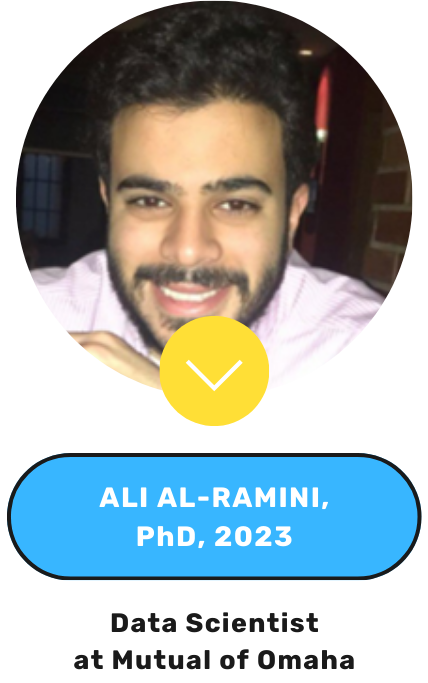 ALI AL-RAMINI,
PhD, 2023
Data Scientist
at Mutual of Omaha